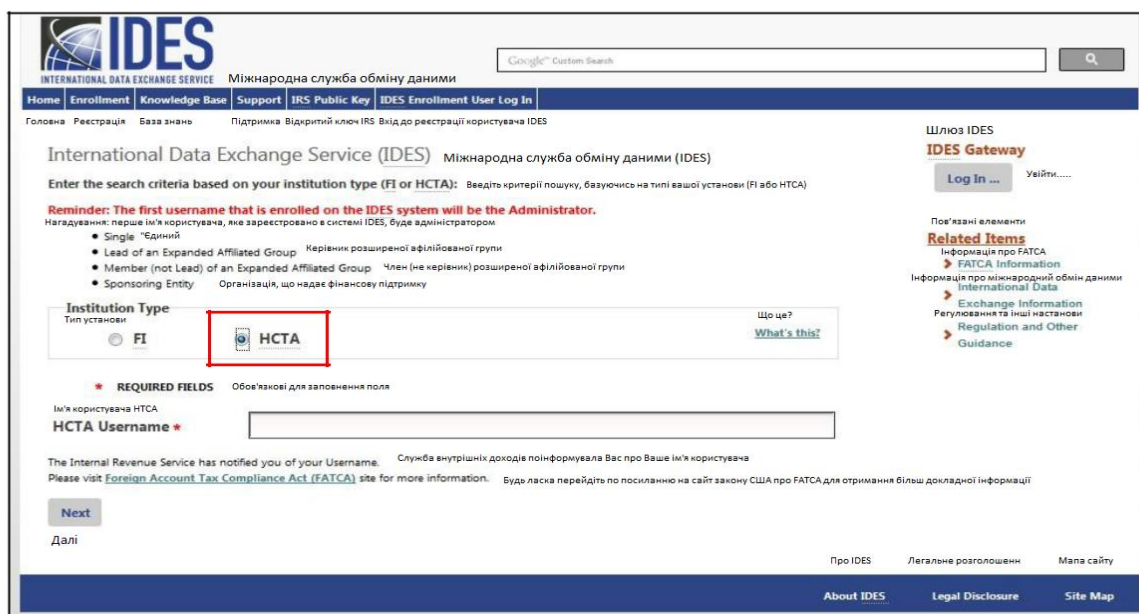 IDES
INTERNATIONAL DATA EXCHANGE SERVICE Міжнародна служба обміну даними
Google™ Custom Search
Home Enrollment Knowledge Base Support IRS Public Key IDES Enrollment User Log In
Головна Реєстрація База знань Підтримка Відкритий ключ IRS Вхід до реєстрації користувача IDES
International Data Exchange Service (IDES) Міжнародна служба обміну даними (IDES)
Enter the search criteria based on your institution type (FI or HCTA): Введіть критерії пошуку, базуючись на типі вашої установи (FI або HTCA)
Reminder: The first username that is enrolled on the IDES system will be the Administrator.
Нагадування: перше ім'я користувача, яке зареєстровано в системі IDES, буде адміністратором
Single "Єдиний
Lead of an Expanded Affiliated Group Керівник розширеної афілійованої групи
Member (not Lead) of an Expanded Affiliated Group Член (не керівник) розширеної афілійованої групи
Sponsoring Entity Організація, що надає фінансову підтримку
Institution Type
Тип установи
FI HCTA
Що це?
What's this?
* REQUIRED FIELDS Обов'язкові для заповнення поля
Ім'я користувача HTCA
HCTA Username *
The Internal Revenue Service has notified you of your Username. Служба внутрішніх доходів поінформувала Вас про Ваше ім'я користувача
Please visit Foreign Account Tax Compliance Act (FATCA) site for more information. Будь ласка перейдіть по посиланню на сайт закону США про FATCA для отримання більш докладної інформації
Next
Далі
Шлюз IDES
IDES Gateway
Log In ... Увійти.....
Пов'язані елементи
Related Items
Інформація про FATCA
FATCA Information
Інформація про міжнародний обмін даними
International Data
Exchange Information
Регулювання та інші настанови
Regulation and Other
Guidance
Про IDES Легальне розголошенн Мапа сайту
About IDES Legal Disclosure Site Map